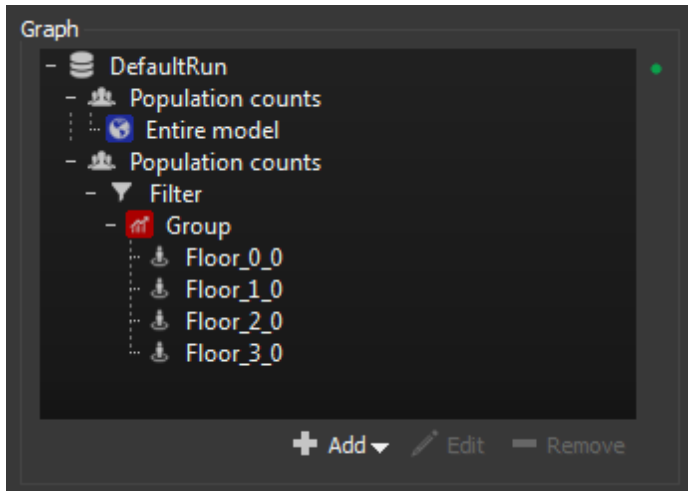 Graph
DefaultRun
Population counts
Entire model
Population counts
Filter
Group
Floor_0_0
Floor_1_0
Floor_2_0
Floor_3_0
Add Edit Remove